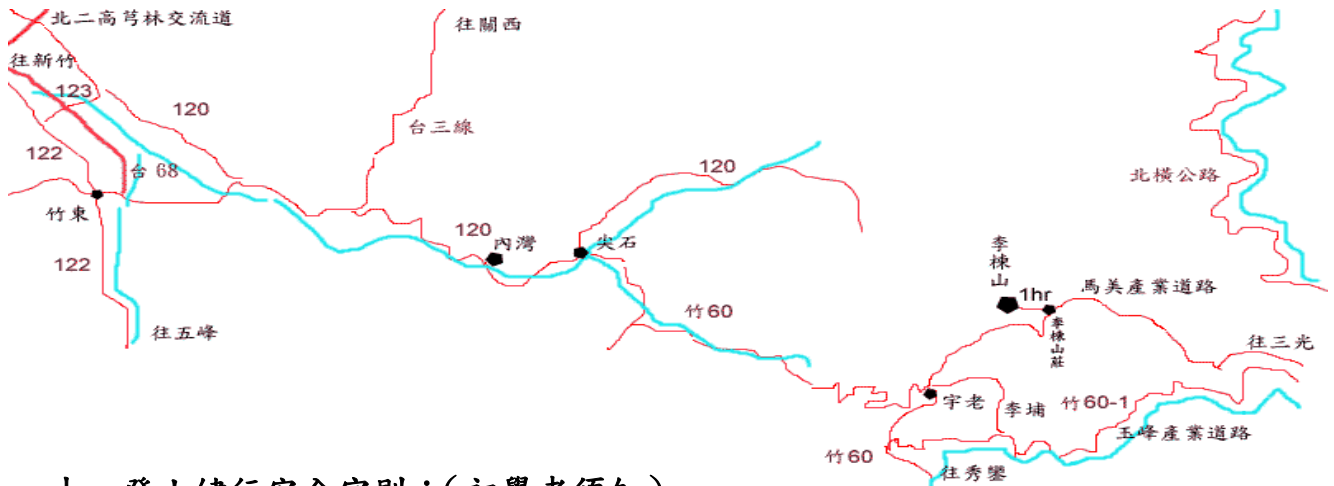 北二高芎林交流道
往關西
往新竹
123
120
台三線
122
台 68
120
北橫公路
竹東
120
內灣
尖石
李棟山
122
1hr
馬美產業道路
竹60
李棟山莊
往五峰
往三光
宇老
李埔
竹60-1
玉峰產業道路
竹60
往秀巒